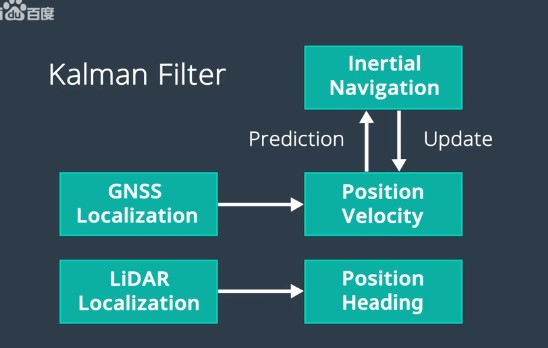 百度
Kalman Filter
Inertial
Navigation
Prediction
Update
GNSS
Localization
Position
Velocity
LiDAR
Localization
Position
Heading